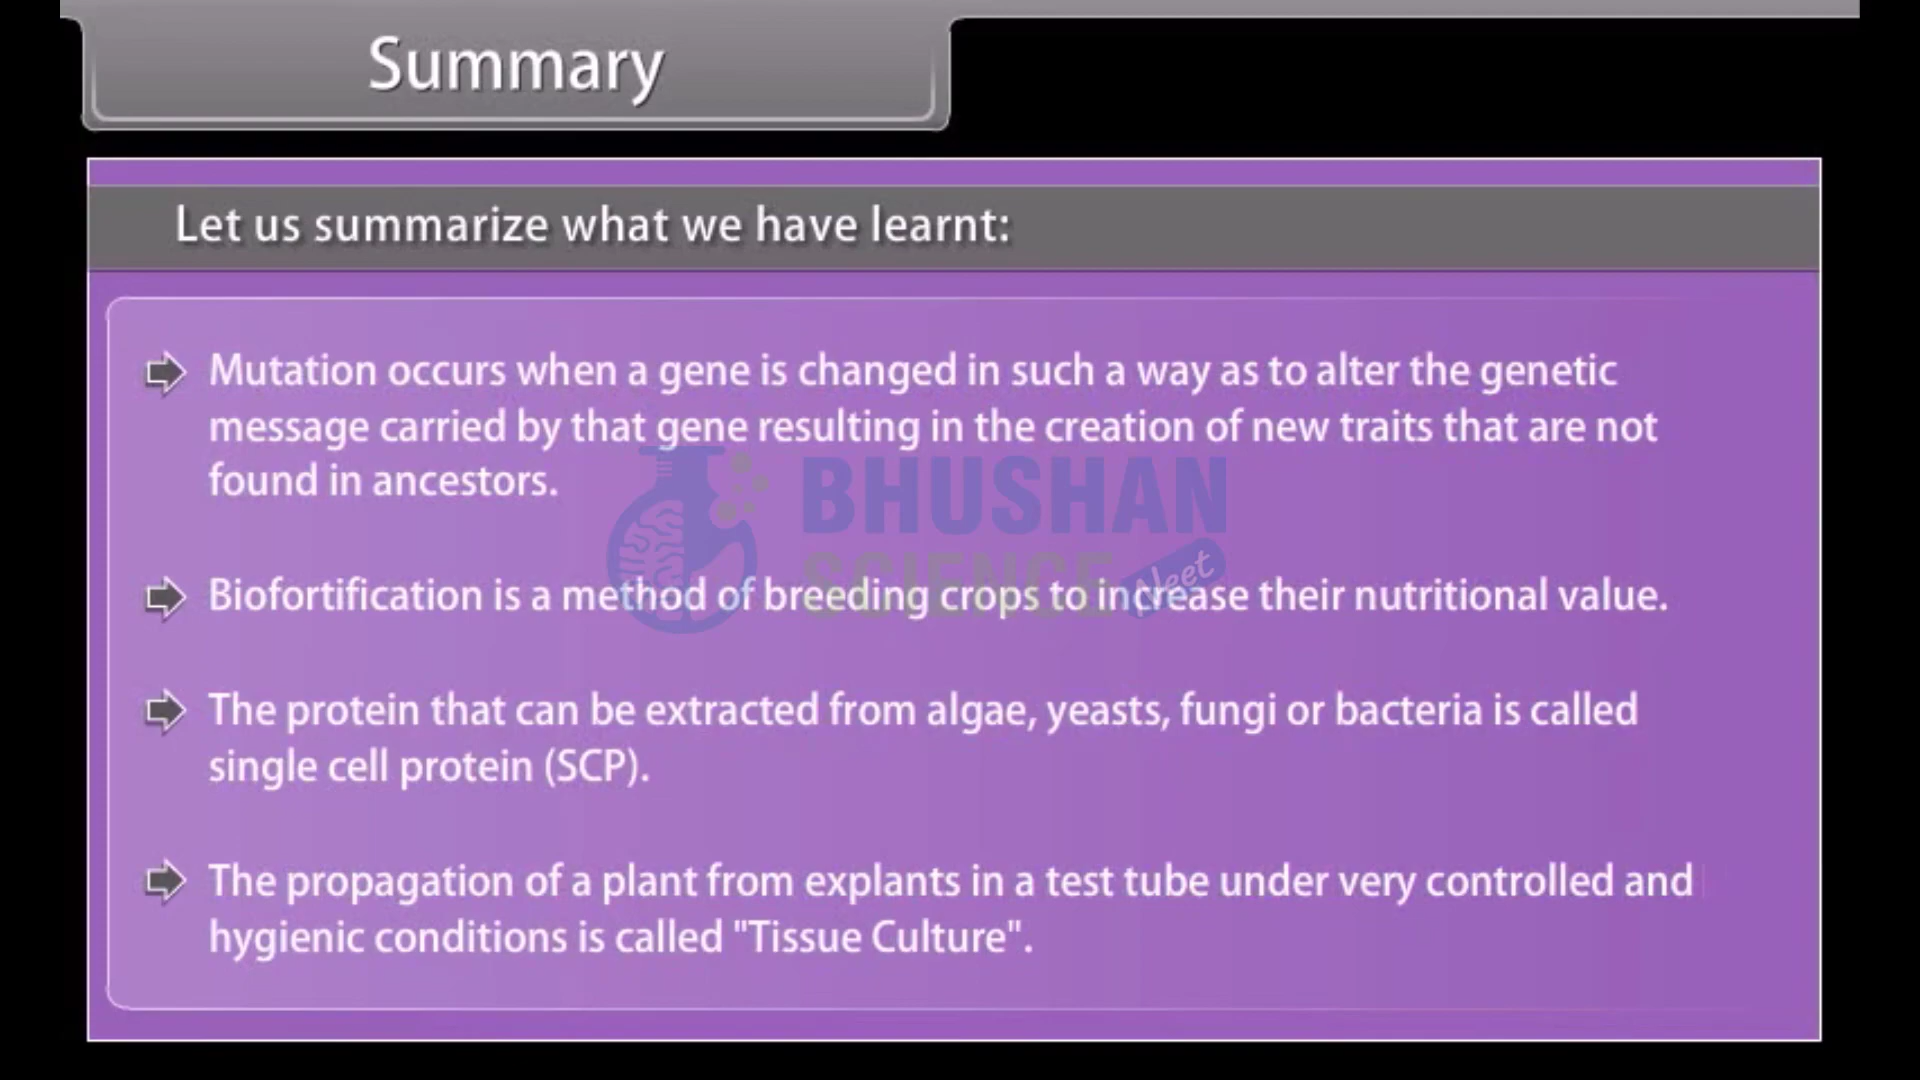 Summary
Let us summarize what we have learnt:
Mutation occurs when a gene is changed in such a way as to alter the genetic
message carried by that gene resulting in the creation of new traits that are not
found in ancestors.
BHUSHAN
SCIENCE Neet
Biofortification is a method of breeding crops to increase their nutritional value.
The protein that can be extracted from algae, yeasts, fungi or bacteria is called
single cell protein (SCP).
The propagation of a plant from explants in a test tube under very controlled and
hygienic conditions is called "Tissue Culture".